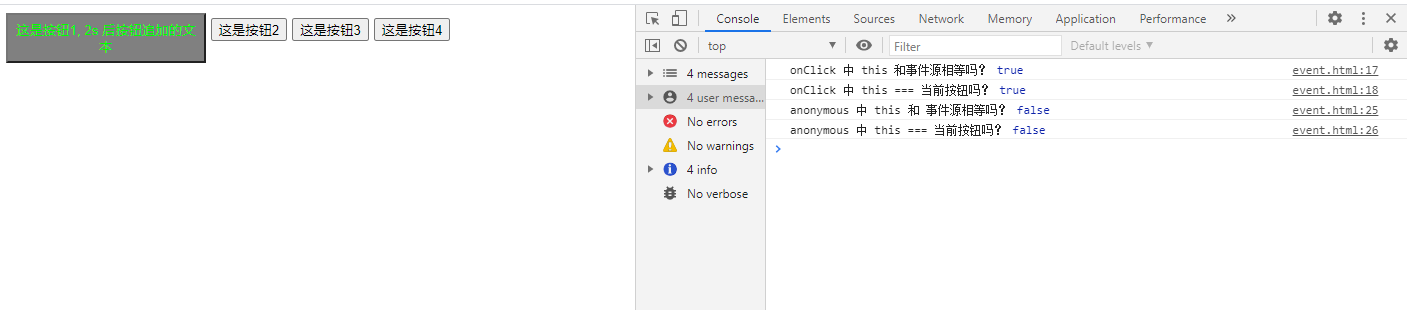 这是按钮1, 2s 后按钮追加的文
本
这是按钮2
这是按钮3
这是按钮4
Console
Elements
Sources
Network
Memory
Application
Performance
»
top
Filter
Default levels
4 messages
4 user messa...
No errors
No warnings
4 info
No verbose
onClick 中 this 和事件源相等吗? true event.html:17
onClick 中 this === 当前按钮吗? true event.html:18
anonymous 中 this 和 事件源相等吗? false event.html:25
anonymous 中 this === 当前按钮吗? false event.html:26